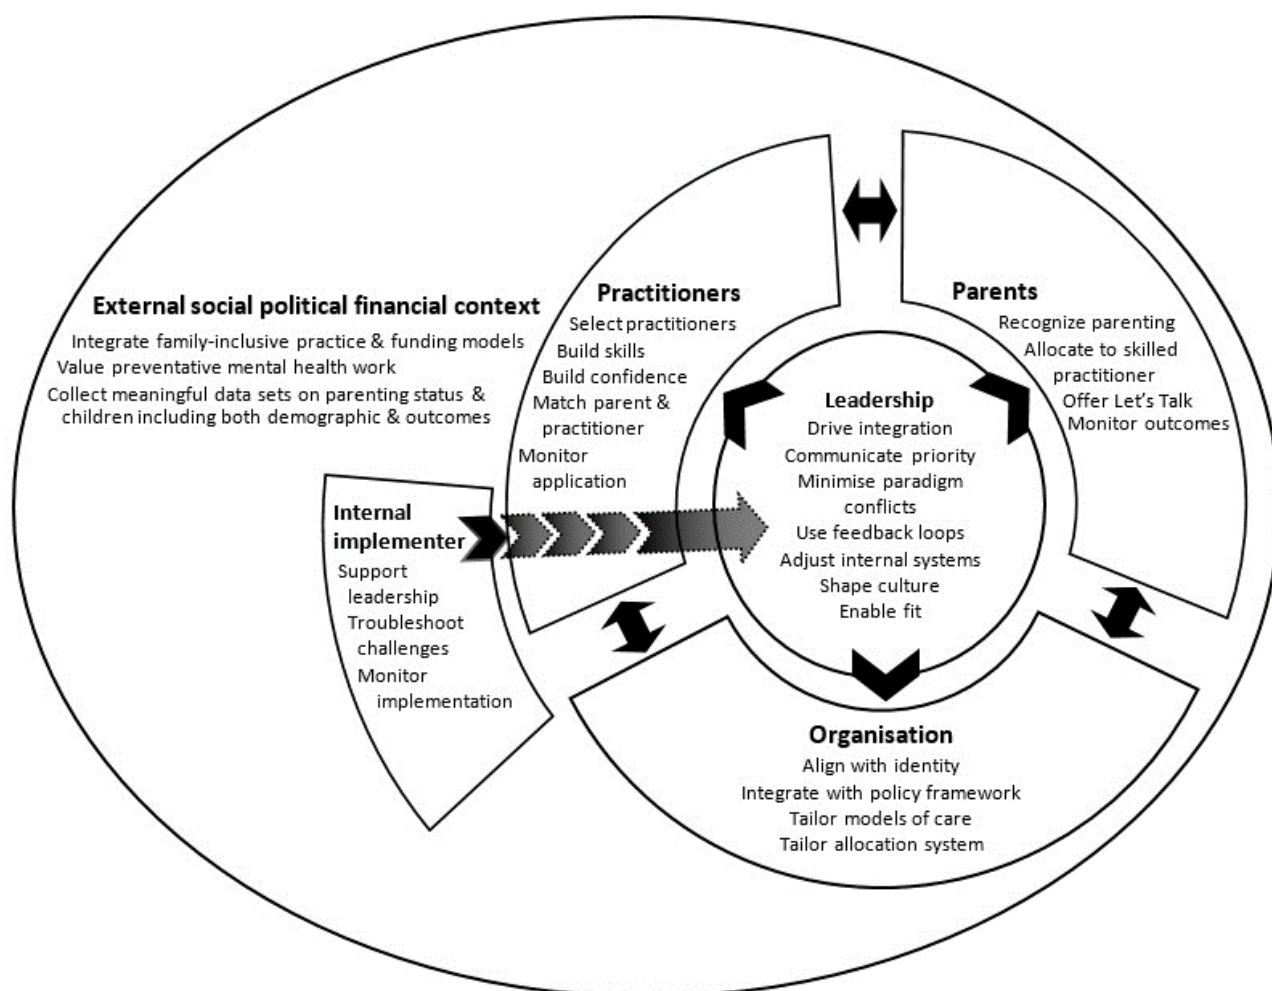 External social political financial context
Integrate family-inclusive practice & funding models
Value preventative mental health work
Collect meaningful data sets on parenting status &
children including both demographic & outcomes
Internal
implementer
Support
leadership
Troubleshoot
challenges
Monitor
implementation
Practitioners
Select practitioners
Build skills
Build confidence
Match parent &
practitioner
Monitor
application
Leadership
Drive integration
Communicate priority
Minimise paradigm
conflicts
Use feedback loops
Adjust internal systems
Shape culture
Enable fit
Parents
Recognize parenting
Allocate to skilled
practitioner
Offer Let's Talk
Monitor outcomes
Organisation
Align with identity
Integrate with policy framework
Tailor models of care
Tailor allocation system